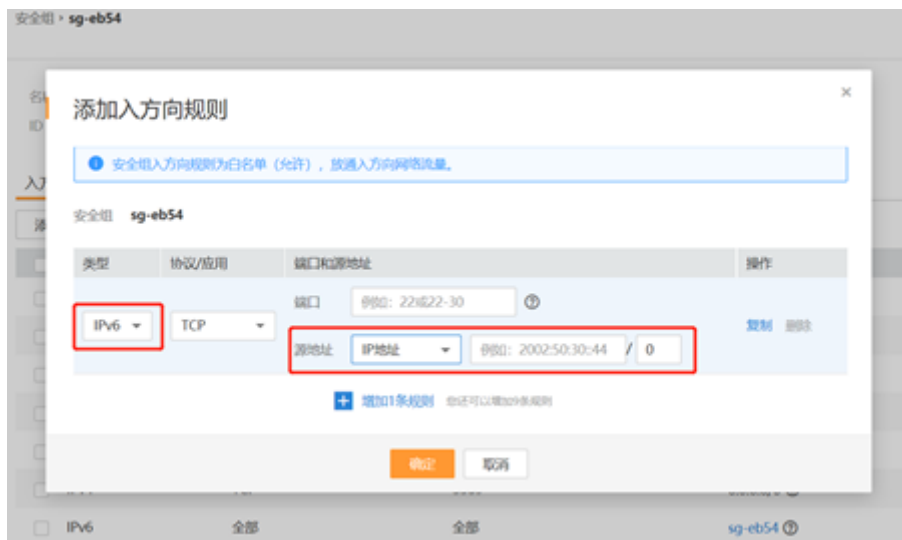 安全组 › sg-eb54
ID
添加入方向规则
×
安全组入方向规则为白名单（允许），放通入方向网络流量。
安全组 sg-eb54
类型 协议/应用 端口和源地址 操作
端口 例如：22或22-30
IPv6 TCP 复制 删除
源地址 IP地址 例如：2002:50:30::44 / 0
增加1条规则 您还可以增加9条规则
确定 取消
IPv6 全部 全部 sg-eb54